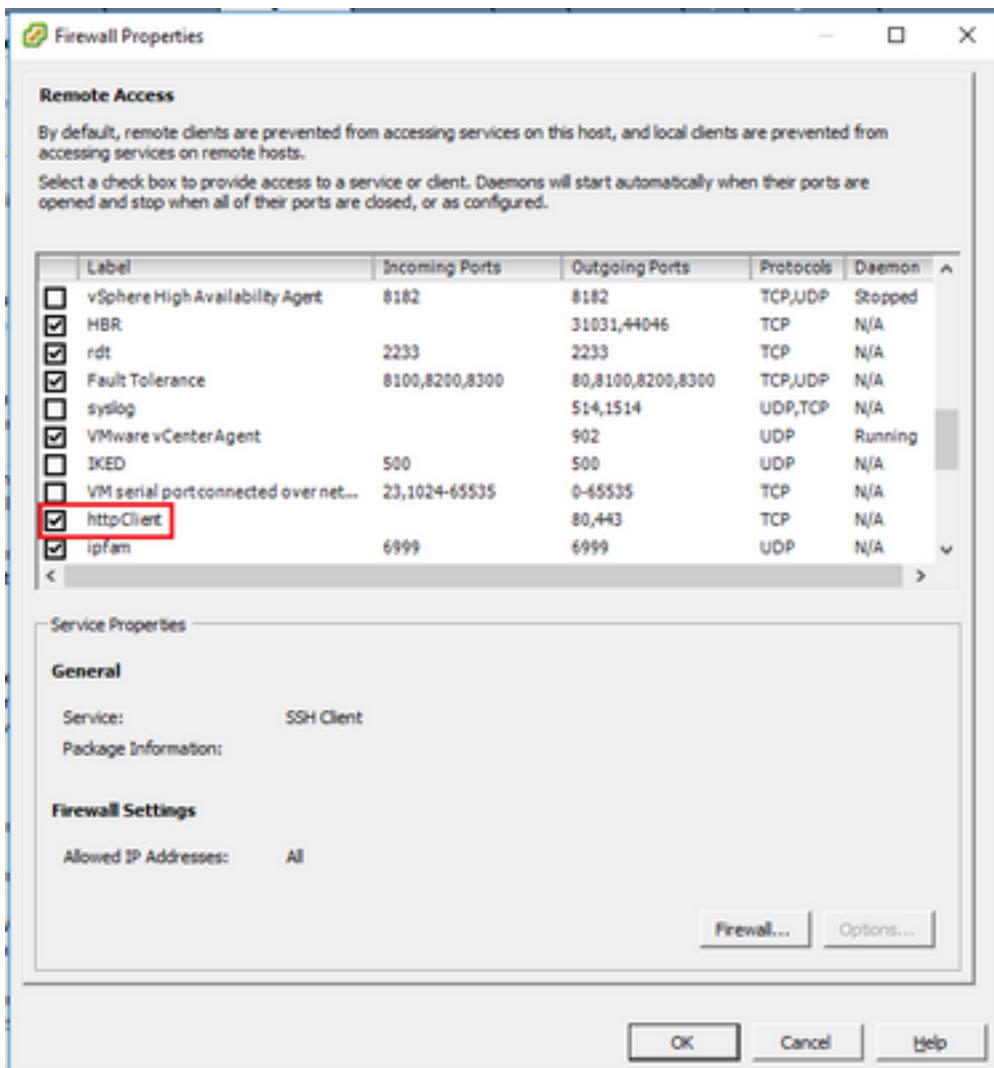 Firewall Properties
Remote Access
By default, remote clients are prevented from accessing services on this host, and local clients are prevented from
accessing services on remote hosts.
Select a check box to provide access to a service or client. Daemons will start automatically when their ports are
opened and stop when all of their ports are closed, or as configured.
Label Incoming Ports Outgoing Ports Protocols Daemon
vSphere High Availability Agent 8182 8182 TCP,UDP Stopped
HBR 31031,44046 TCP N/A
rdt 2233 2233 TCP N/A
Fault Tolerance 8100,8200,8300 80,8100,8200,8300 TCP,UDP N/A
syslog 514,1514 UDP,TCP N/A
VMware vCenterAgent 902 UDP Running
IKED 500 500 UDP N/A
VM serial port connected over net... 23,1024-65535 0-65535 TCP N/A
httpClient 80,443 TCP N/A
ipfam 6999 6999 UDP N/A
Service Properties
General
Service: SSH Client
Package Information:
Firewall Settings
Allowed IP Addresses: All
Firewall... Options...
OK Cancel Help